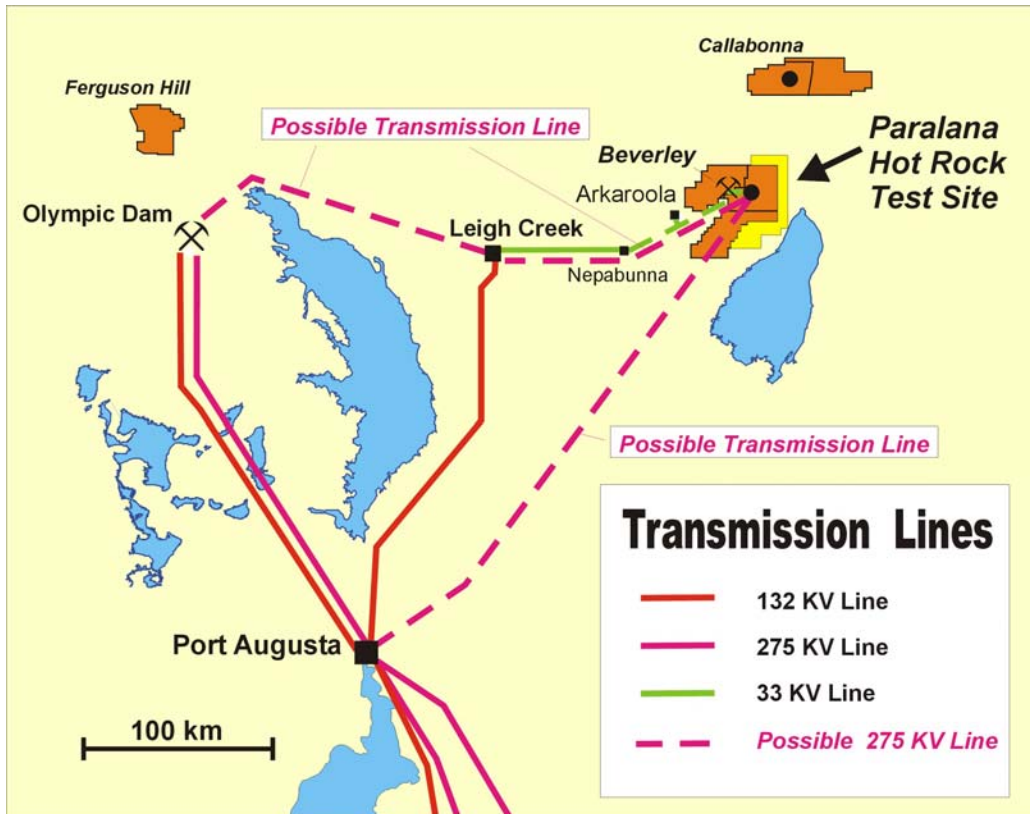 Callabonna
Ferguson Hill
Possible Transmission Line
Paralana
Hot Rock
Test Site
Beverley
Arkaroola
Olympic Dam
Leigh Creek
Nepabunna
Possible Transmission Line
Transmission Lines
132 KV Line
275 KV Line
33 KV Line
Possible 275 KV Line
Port Augusta
100 km